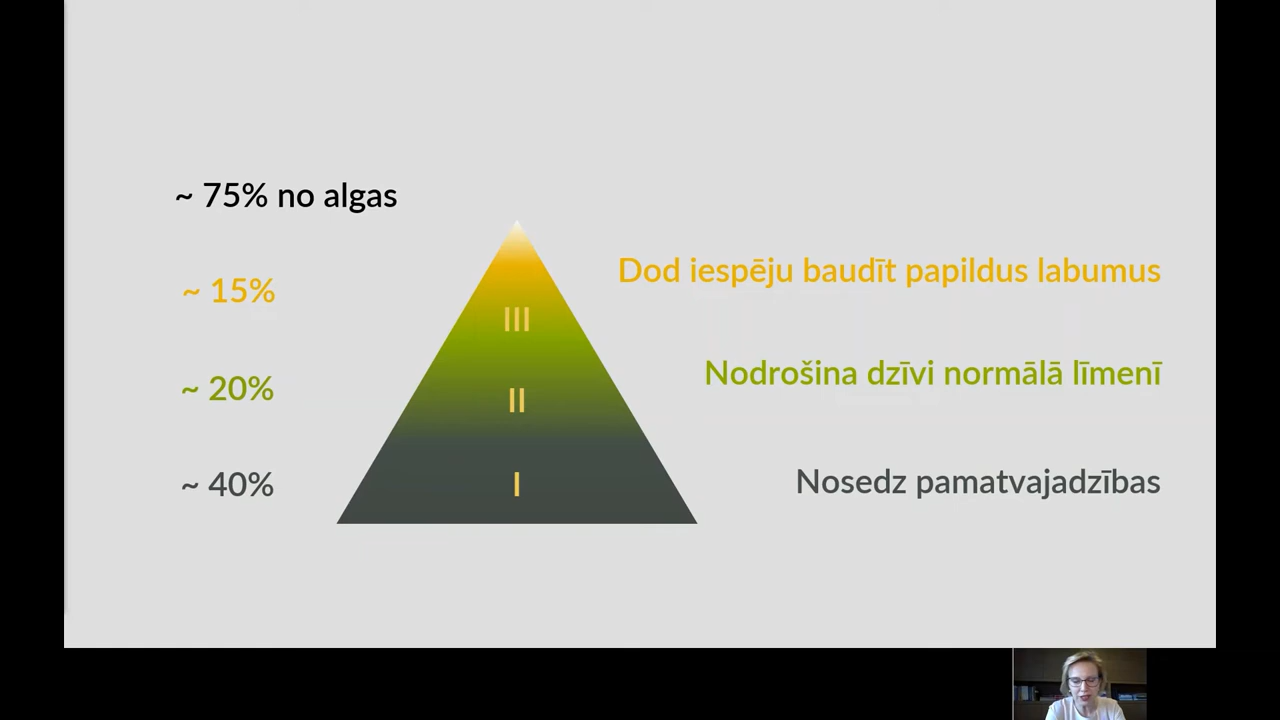 ~ 75% no algas
~ 15%
III
Dod iespēju baudīt papildus labumus
~ 20%
II
Nodrošina dzīvi normālā līmenī
~ 40%
I
Nosedz pamatvajadzības